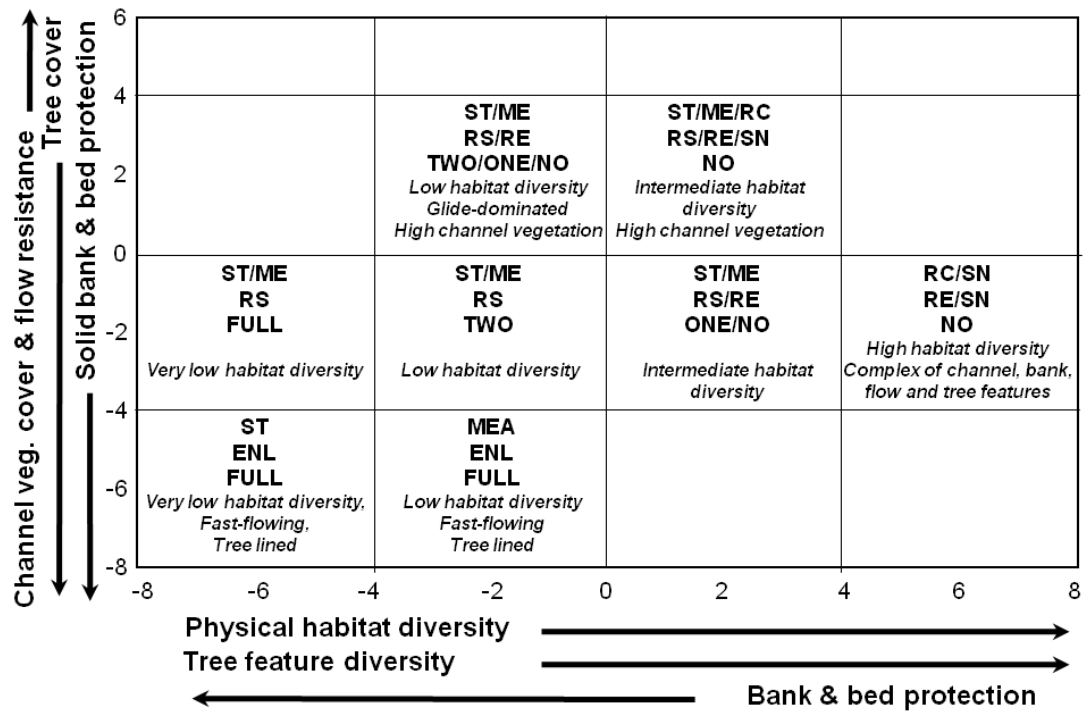 Channel veg. cover & flow resistance
Tree cover
Solid bank & bed protection
6
4
2
0
-2
-4
-6
-8
ST/ME
RS/RE
TWO/ONE/NO
Low habitat diversity
Glide-dominated
High channel vegetation
ST/ME/RC
RS/RE/SN
NO
Intermediate habitat
diversity
High channel vegetation
ST/ME
RS
FULL
Very low habitat diversity
ST/ME
RS
TWO
Low habitat diversity
ST/ME
RS/RE
ONE/NO
Intermediate habitat
diversity
RC/SN
RE/SN
NO
High habitat diversity
Complex of channel, bank,
flow and tree features
ST
ENL
FULL
Very low habitat diversity,
Fast-flowing,
Tree lined
MEA
ENL
FULL
Low habitat diversity
Fast-flowing
Tree lined
-8 -6 -4 -2 0 2 4 6 8
Physical habitat diversity
Tree feature diversity
Bank & bed protection